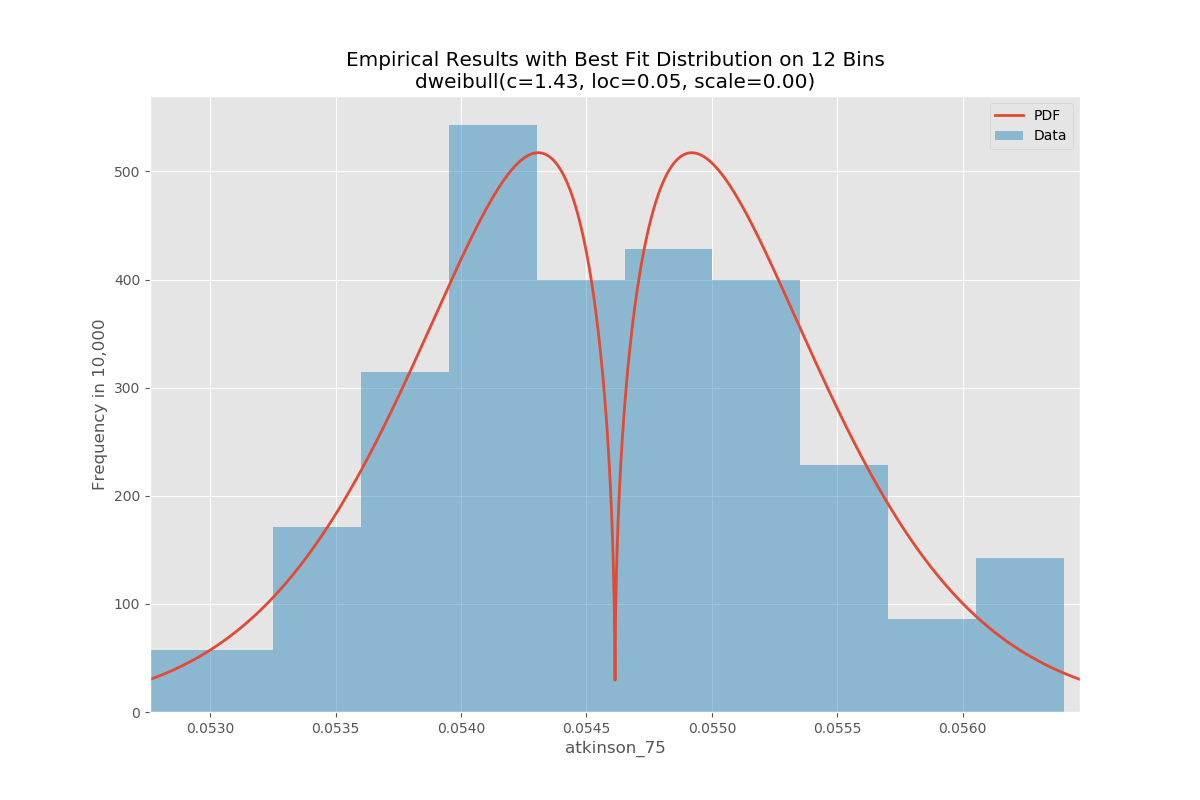 Empirical Results with Best Fit Distribution on 12 Bins
dweibull(c=1.43, loc=0.05, scale=0.00)
PDF
Data
500
400
300
200
100
0
Frequency in 10,000
0.0530 0.0535 0.0540 0.0545 0.0550 0.0555 0.0560
atkinson_75